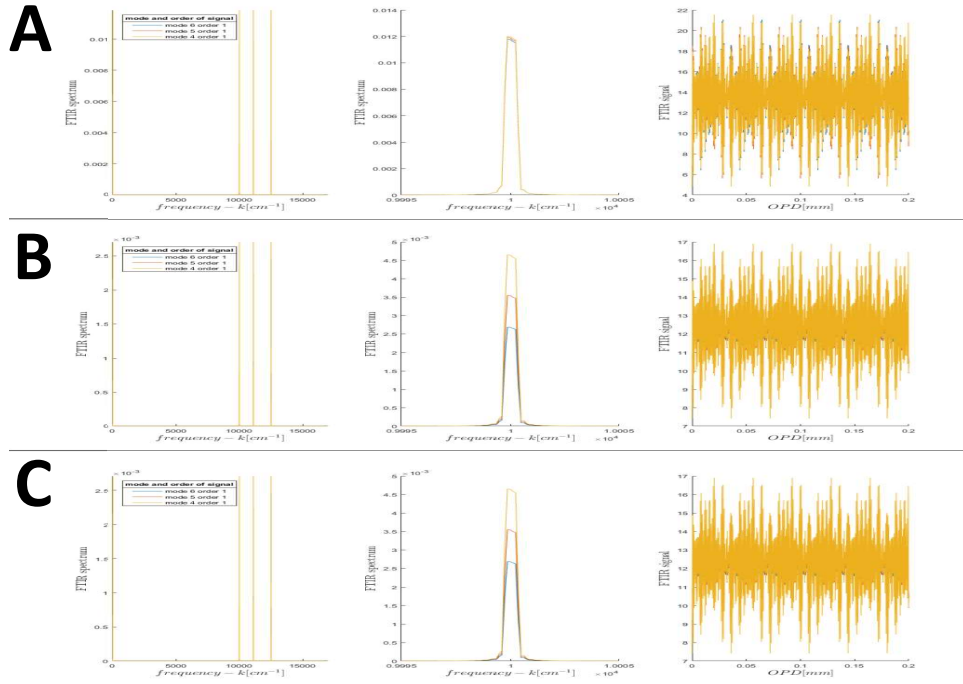 A
mode and order of signal
mode 6 order 1
mode 5 order 1
mode 4 order 1
FTIR spectrum
0.01
0.008
0.006
0.004
0.002
0
0 5000 10000 15000
frequency − k[cm⁻¹]
FTIR spectrum
0.014
0.012
0.01
0.008
0.006
0.004
0.002
0
0.9995 1 1.0005
× 10⁴
frequency − k[cm⁻¹]
FTIR signal
22
20
18
16
14
12
10
8
6
4
0 0.05 0.1 0.15 0.2
OPD[mm]
B
× 10⁻³
mode and order of signal
mode 6 order 1
mode 5 order 1
mode 4 order 1
FTIR spectrum
2.5
2
1.5
1
0.5
0
0 5000 10000 15000
frequency − k[cm⁻¹]
× 10⁻³
FTIR spectrum
5
4.5
4
3.5
3
2.5
2
1.5
1
0.5
0
0.9995 1 1.0005
× 10⁴
frequency − k[cm⁻¹]
FTIR signal
17
16
15
14
13
12
11
10
9
8
7
0 0.05 0.1 0.15 0.2
OPD[mm]
C
× 10⁻³
mode and order of signal
mode 6 order 1
mode 5 order 1
mode 4 order 1
FTIR spectrum
2.5
2
1.5
1
0.5
0
0 5000 10000 15000
frequency − k[cm⁻¹]
× 10⁻³
FTIR spectrum
5
4.5
4
3.5
3
2.5
2
1.5
1
0.5
0
0.9995 1 1.0005
× 10⁴
frequency − k[cm⁻¹]
FTIR signal
17
16
15
14
13
12
11
10
9
8
7
0 0.05 0.1 0.15 0.2
OPD[mm]